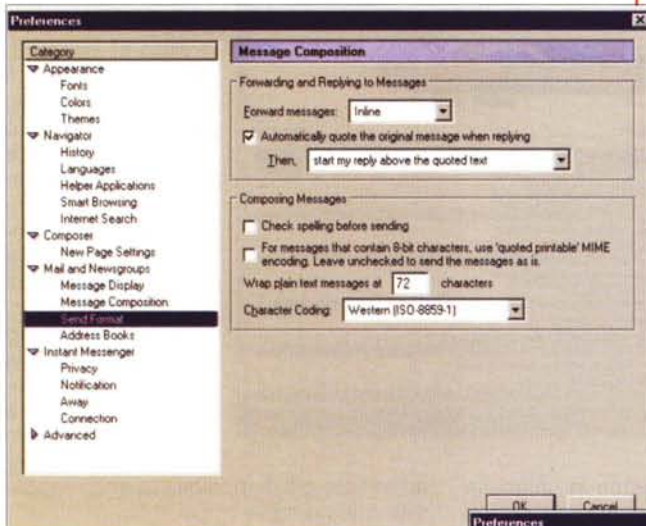 Preferences
Category
Appearance
Fonts
Colors
Themes
Navigator
History
Languages
Helper Applications
Smart Browsing
Internet Search
Composer
New Page Settings
Mail and Newsgroups
Message Display
Message Composition
Send Format
Address Books
Instant Messenger
Privacy
Notification
Away
Connection
Advanced
Message Composition
Forwarding and Replying to Messages
Forward messages: Inline
Automatically quote the original message when replying
Then, start my reply above the quoted text
Composing Messages
Check spelling before sending
For messages that contain 8-bit characters, use 'quoted printable' MIME
encoding. Leave unchecked to send the messages as is.
Wrap plain text messages at 72 characters
Character Coding: Western (ISO-8859-1)
OK Cancel
Preferences